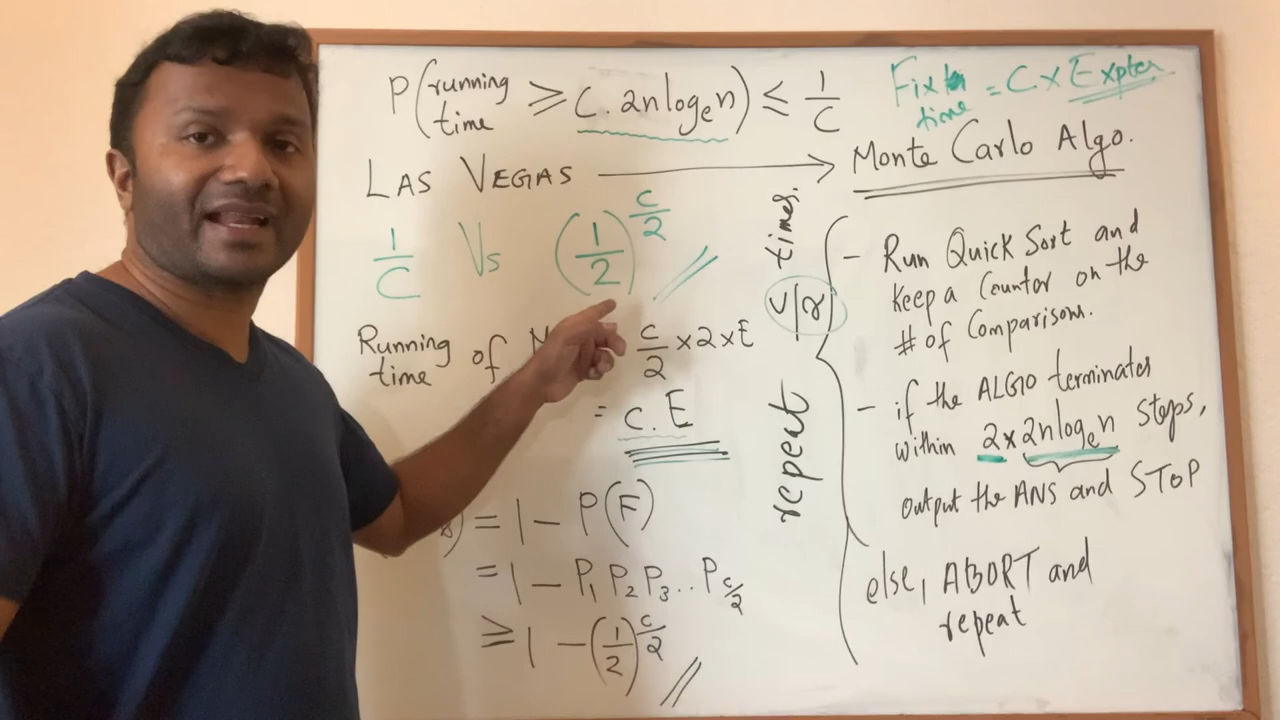 P(running time ≥ C. 2nlogₑn) ≤ 1/C
Fix time = C x Expter
LAS VEGAS → Monte Carlo Algo.
1/C Vs (1/2)^(C/2)
Running time of M C/2 x 2 x E
= C. E
) = 1 - P(F)
= 1 - P₁ P₂ P₃ .. P_(C/2)
≥ 1 - (1/2)^(C/2)
repeat C/2 times.
- Run Quick Sort and
keep a Counter on the
# of Comparisons.
- if the ALGO terminates
within 2 x 2nlogₑn steps,
output the ANS and STOP
else, ABORT and
repeat